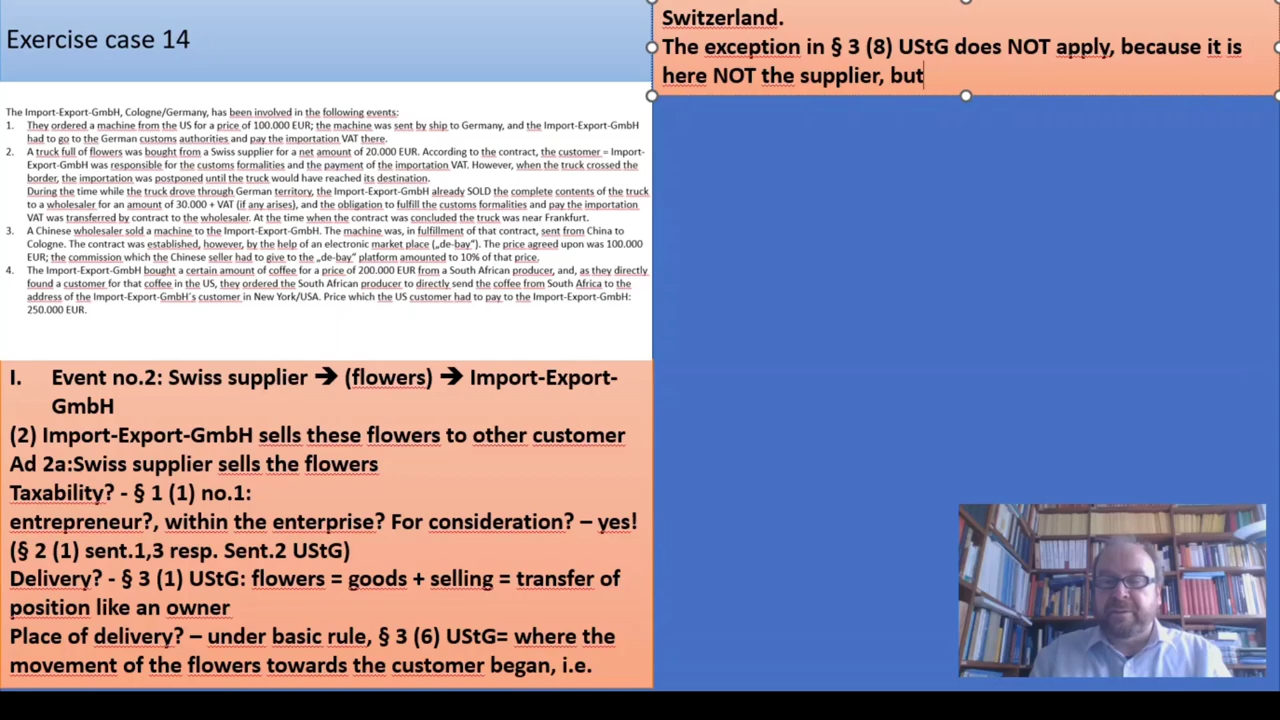 Exercise case 14
The Import-Export-GmbH, Cologne/Germany, has been involved in the following events:
1. They ordered a machine from the US for a price of 100.000 EUR; the machine was sent by ship to Germany, and the Import-Export-GmbH
had to go to the German customs authorities and pay the importation VAT there.
2. A truck full of flowers was bought from a Swiss supplier for a net amount of 20.000 EUR. According to the contract, the customer = Import-
Export-GmbH was responsible for the customs formalities and the payment of the importation VAT. However, when the truck crossed the
border, the importation was postponed until the truck would have reached its destination.
During the time while the truck drove through German territory, the Import-Export-GmbH already SOLD the complete contents of the truck
to a wholesaler for an amount of 30.000 + VAT (if any arises), and the obligation to fulfill the customs formalities and pay the importation
VAT was transferred by contract to the wholesaler. At the time when the contract was concluded the truck was near Frankfurt.
3. A Chinese wholesaler sold a machine to the Import-Export-GmbH. The machine was, in fulfillment of that contract, sent from China to
Cologne. The contract was established, however, by the help of an electronic market place („de-bay“). The price agreed upon was 100.000
EUR; the commission which the Chinese seller had to give to the „de-bay“ platform amounted to 10% of that price.
4. The Import-Export-GmbH bought a certain amount of coffee for a price of 200.000 EUR from a South African producer, and, as they directly
found a customer for that coffee in the US, they ordered the South African producer to directly send the coffee from South Africa to the
address of the Import-Export-GmbH´s customer in New York/USA. Price which the US customer had to pay to the Import-Export-GmbH:
250.000 EUR.
I. Event no.2: Swiss supplier ➔ (flowers) ➔ Import-Export-
GmbH
(2) Import-Export-GmbH sells these flowers to other customer
Ad 2a:Swiss supplier sells the flowers
Taxability? - § 1 (1) no.1:
entrepreneur?, within the enterprise? For consideration? – yes!
(§ 2 (1) sent.1,3 resp. Sent.2 UStG)
Delivery? - § 3 (1) UStG: flowers = goods + selling = transfer of
position like an owner
Place of delivery? – under basic rule, § 3 (6) UStG= where the
movement of the flowers towards the customer began, i.e.
Switzerland.
The exception in § 3 (8) UStG does NOT apply, because it is
here NOT the supplier, but